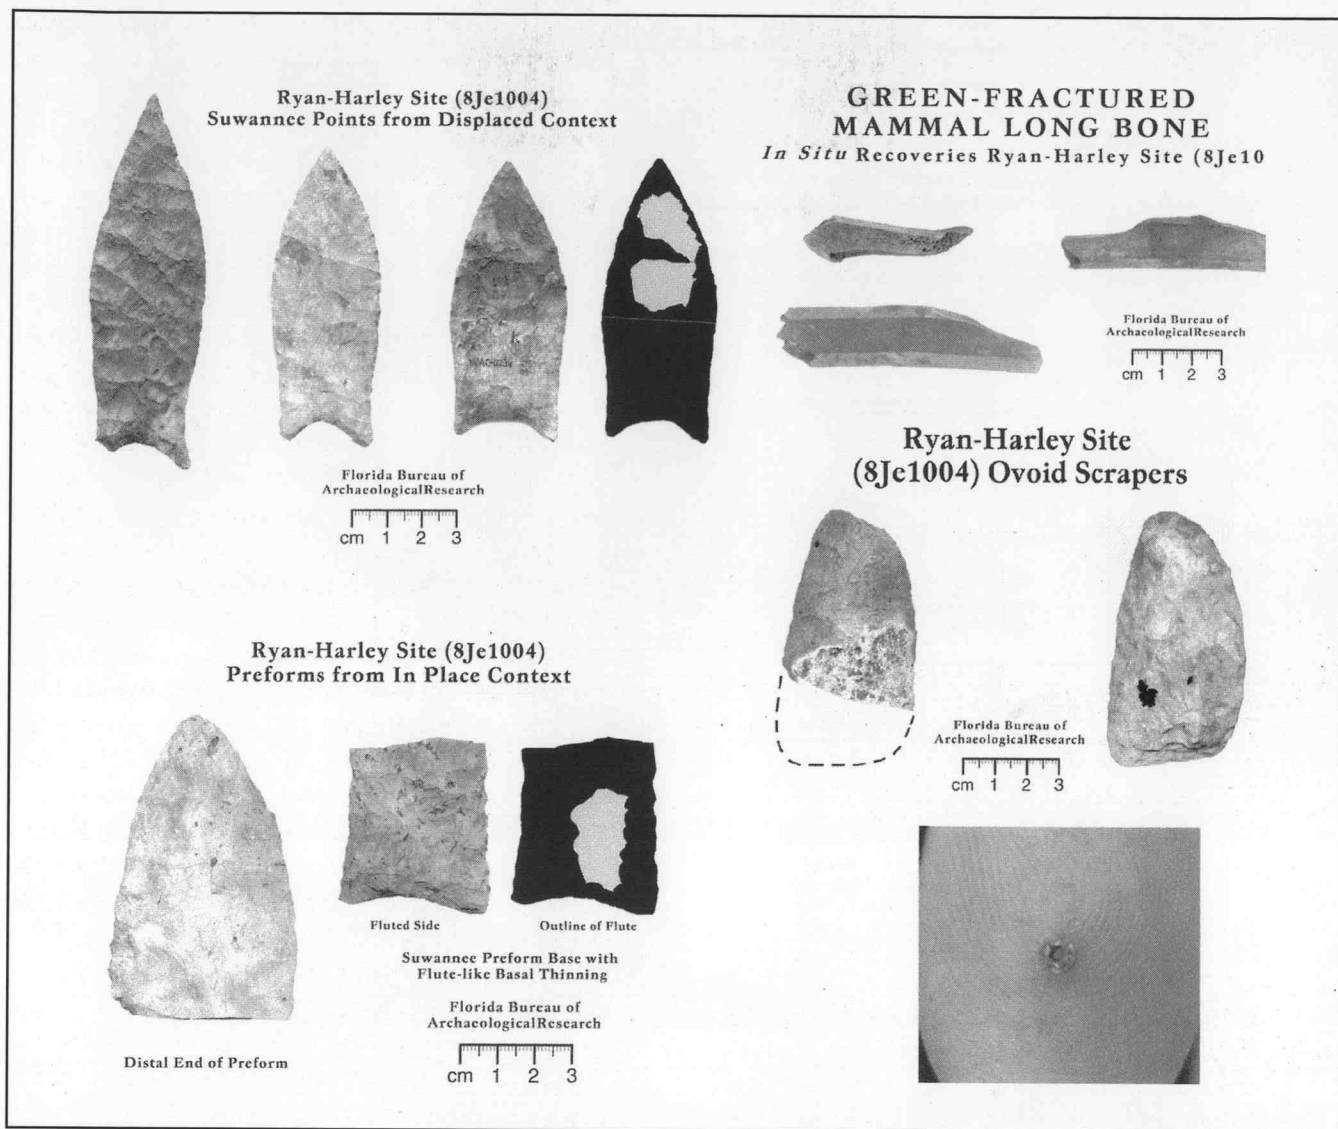 Ryan-Harley Site (8Je1004)
Suwannee Points from Displaced Context
K
Florida Bureau of
ArchaeologicalResearch
cm 1 2 3
GREEN-FRACTURED
MAMMAL LONG BONE
In Situ Recoveries Ryan-Harley Site (8Je10
Florida Bureau of
ArchaeologicalResearch
cm 1 2 3
Ryan-Harley Site
(8Je1004) Ovoid Scrapers
Florida Bureau of
ArchaeologicalResearch
cm 1 2 3
Ryan-Harley Site (8Je1004)
Preforms from In Place Context
Fluted Side
Outline of Flute
Suwannee Preform Base with
Flute-like Basal Thinning
Florida Bureau of
ArchaeologicalResearch
cm 1 2 3
Distal End of Preform